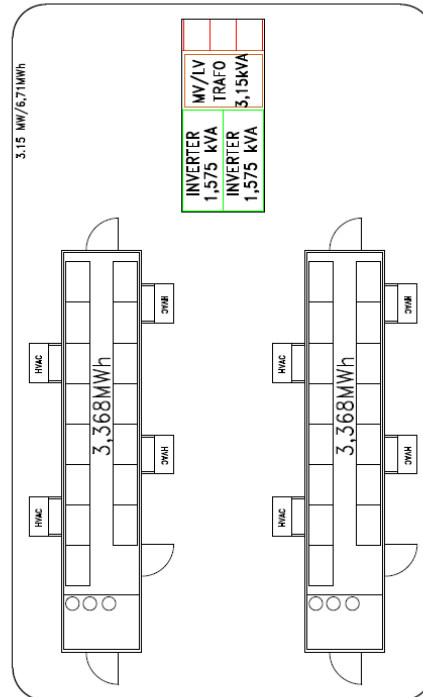 3.15 MW/6,71MWh
MV/LV
TRAFO
3,15kVA
INVERTER
1,575 kVA
INVERTER
1,575 kVA
HVAC
HVAC
3,368MWh
HVAC
HVAC
HVAC
HVAC
3,368MWh
HVAC
HVAC